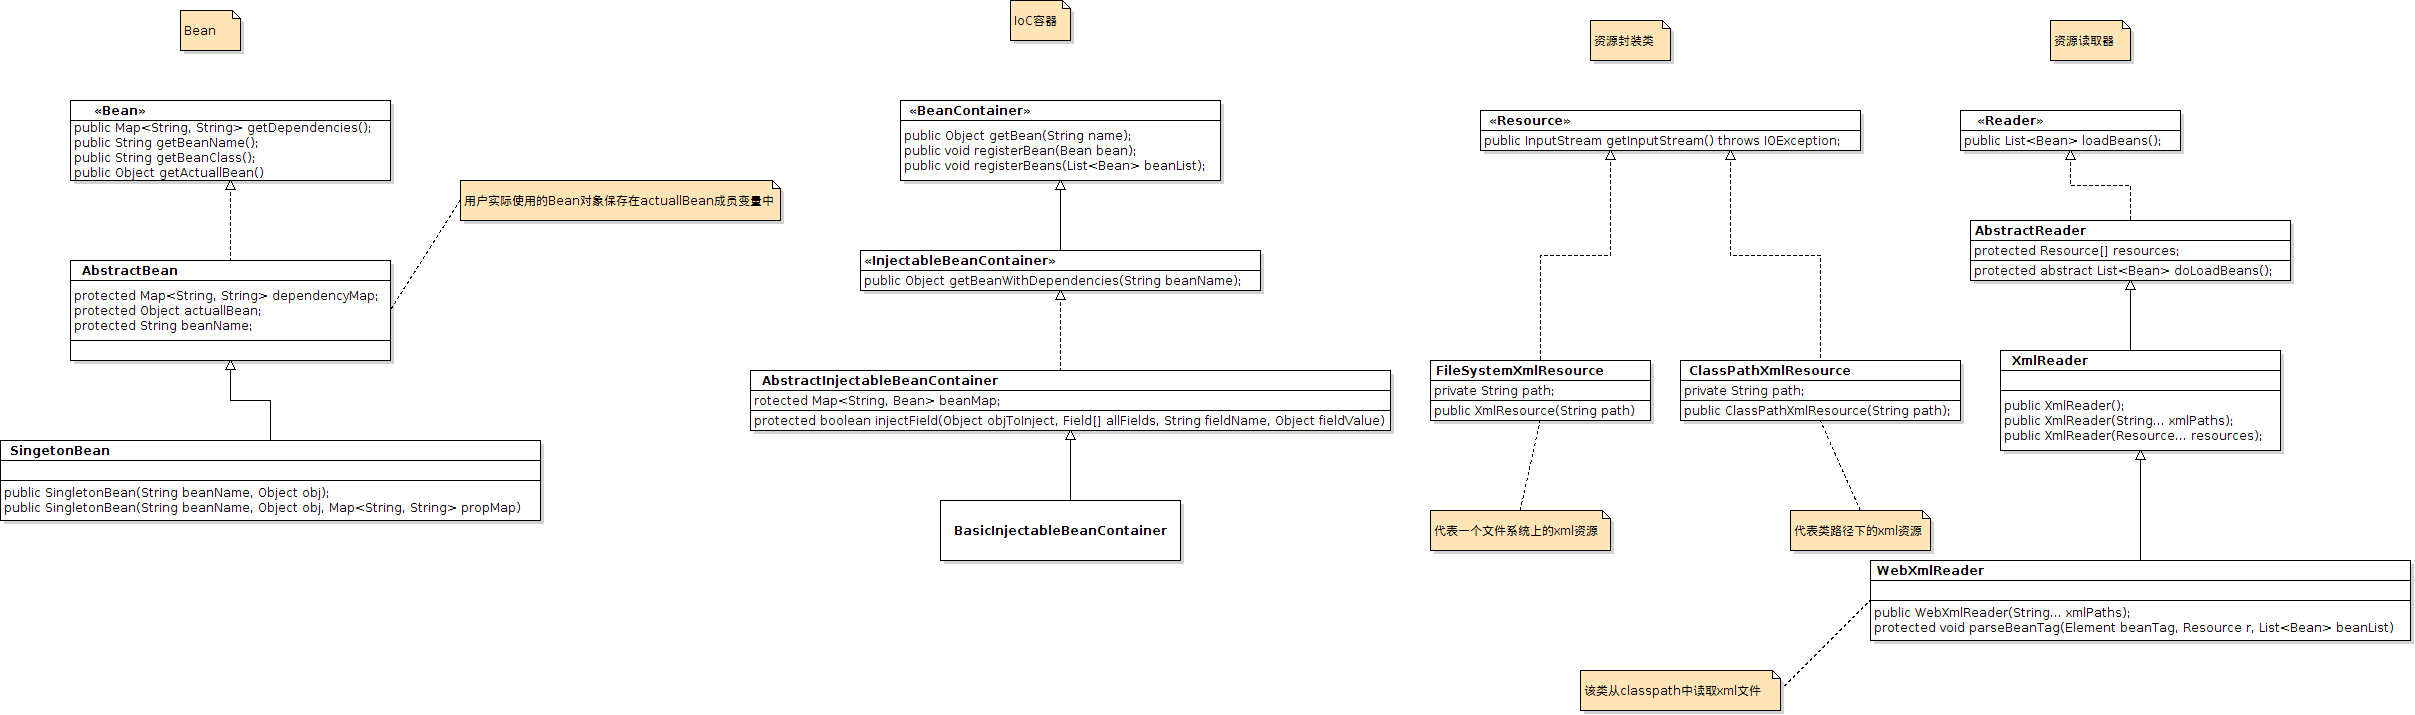 Bean
«Bean»
public Map<String, String> getDependencies();
public String getBeanName();
public String getBeanClass();
public Object getActuallBean()
用户实际使用的Bean对象保存在actuallBean成员变量中
AbstractBean
protected Map<String, String> dependencyMap;
protected Object actuallBean;
protected String beanName;
SingetonBean
public SingletonBean(String beanName, Object obj);
public SingletonBean(String beanName, Object obj, Map<String, String> propMap)
IoC容器
«BeanContainer»
public Object getBean(String name);
public void registerBean(Bean bean);
public void registerBeans(List<Bean> beanList);
«InjectableBeanContainer»
public Object getBeanWithDependencies(String beanName);
AbstractInjectableBeanContainer
rotected Map<String, Bean> beanMap;
protected boolean injectField(Object objToInject, Field[] allFields, String fieldName, Object fieldValue)
BasicInjectableBeanContainer
资源封装类
«Resource»
public InputStream getInputStream() throws IOException;
FileSystemXmlResource
private String path;
public XmlResource(String path)
代表一个文件系统上的xml资源
ClassPathXmlResource
private String path;
public ClassPathXmlResource(String path);
代表类路径下的xml资源
资源读取器
«Reader»
public List<Bean> loadBeans();
AbstractReader
protected Resource[] resources;
protected abstract List<Bean> doLoadBeans();
XmlReader
public XmlReader();
public XmlReader(String... xmlPaths);
public XmlReader(Resource... resources);
WebXmlReader
public WebXmlReader(String... xmlPaths);
protected void parseBeanTag(Element beanTag, Resource r, List<Bean> beanList)
该类从classpath中读取xml文件